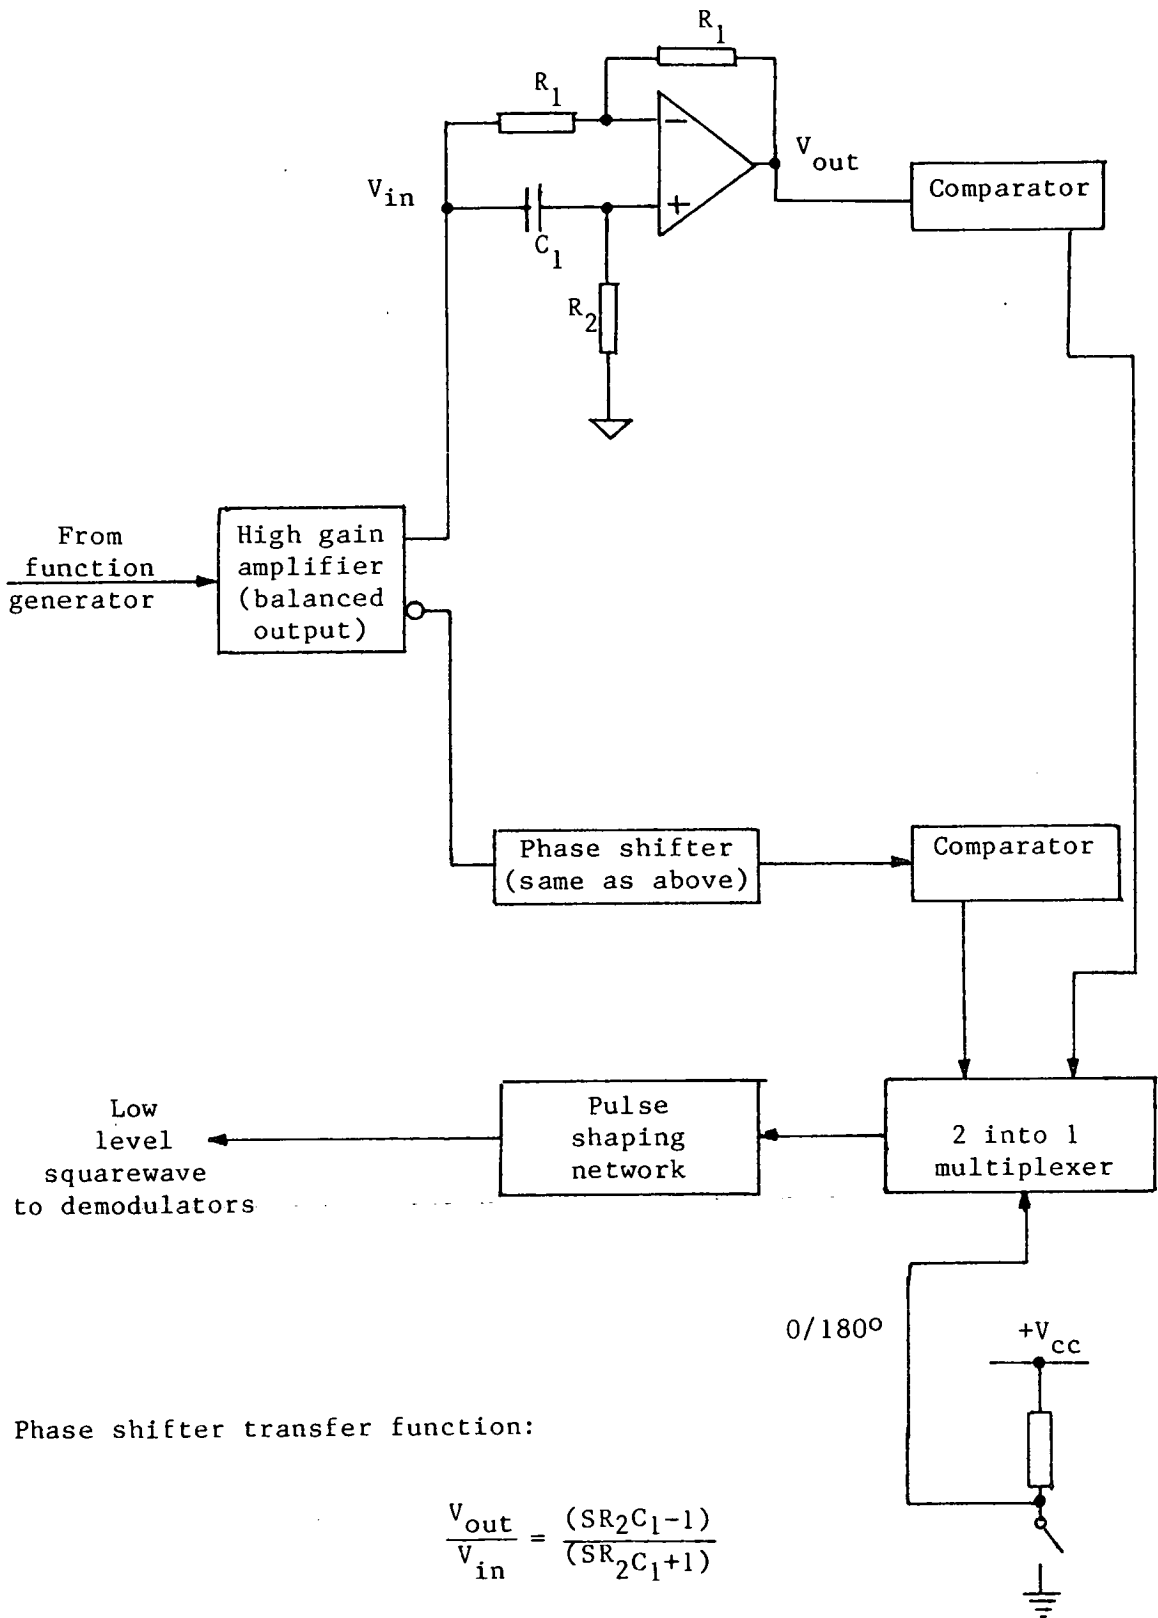 R1
R1
−
Vin
Vout
Comparator
+
C1
R2
From
function
generator
High gain
amplifier
(balanced
output)
Phase shifter
(same as above)
Comparator
Low
level
squarewave
to demodulators
Pulse
shaping
network
2 into 1
multiplexer
0/180º
+Vcc
Phase shifter transfer function:
Vout/Vin = (SR2C1-1)/(SR2C1+1)